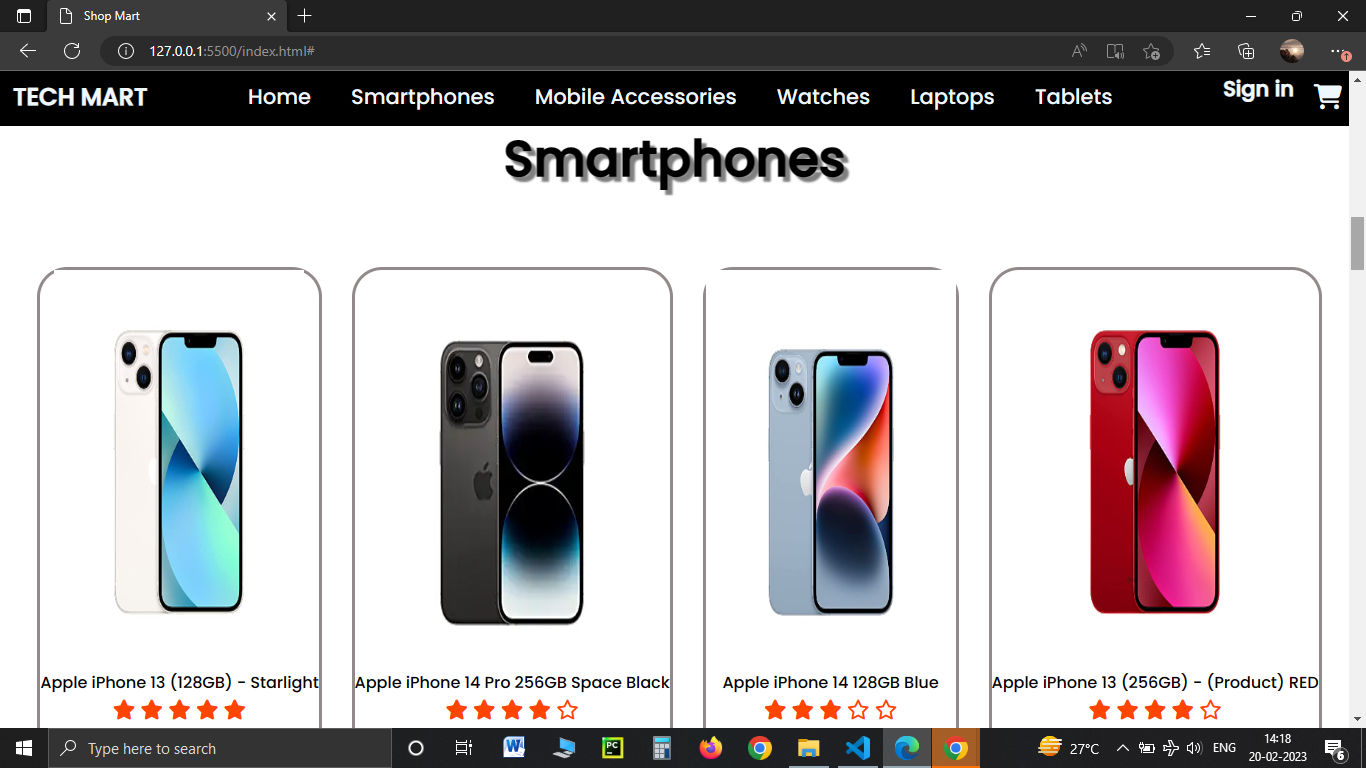 Shop Mart
127.0.0.1:5500/index.html#
TECH MART Home Smartphones Mobile Accessories Watches Laptops Tablets Sign in
Smartphones
Apple iPhone 13 (128GB) - Starlight
Apple iPhone 14 Pro 256GB Space Black
Apple iPhone 14 128GB Blue
Apple iPhone 13 (256GB) - (Product) RED
Type here to search
27°C
ENG
14:18
20-02-2023
6